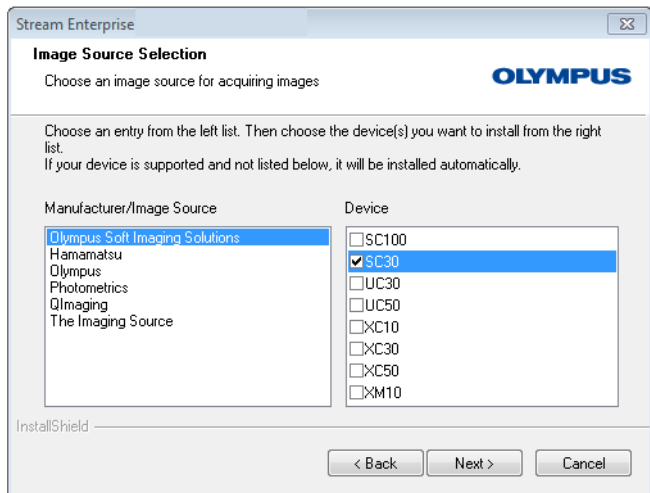 Stream Enterprise
Image Source Selection
Choose an image source for acquiring images
OLYMPUS
Choose an entry from the left list. Then choose the device(s) you want to install from the right
list.
If your device is supported and not listed below, it will be installed automatically.
Manufacturer/Image Source
Device
Olympus Soft Imaging Solutions
Hamamatsu
Olympus
Photometrics
QImaging
The Imaging Source
SC100
SC30
UC30
UC50
XC10
XC30
XC50
XM10
InstallShield
< Back
Next >
Cancel